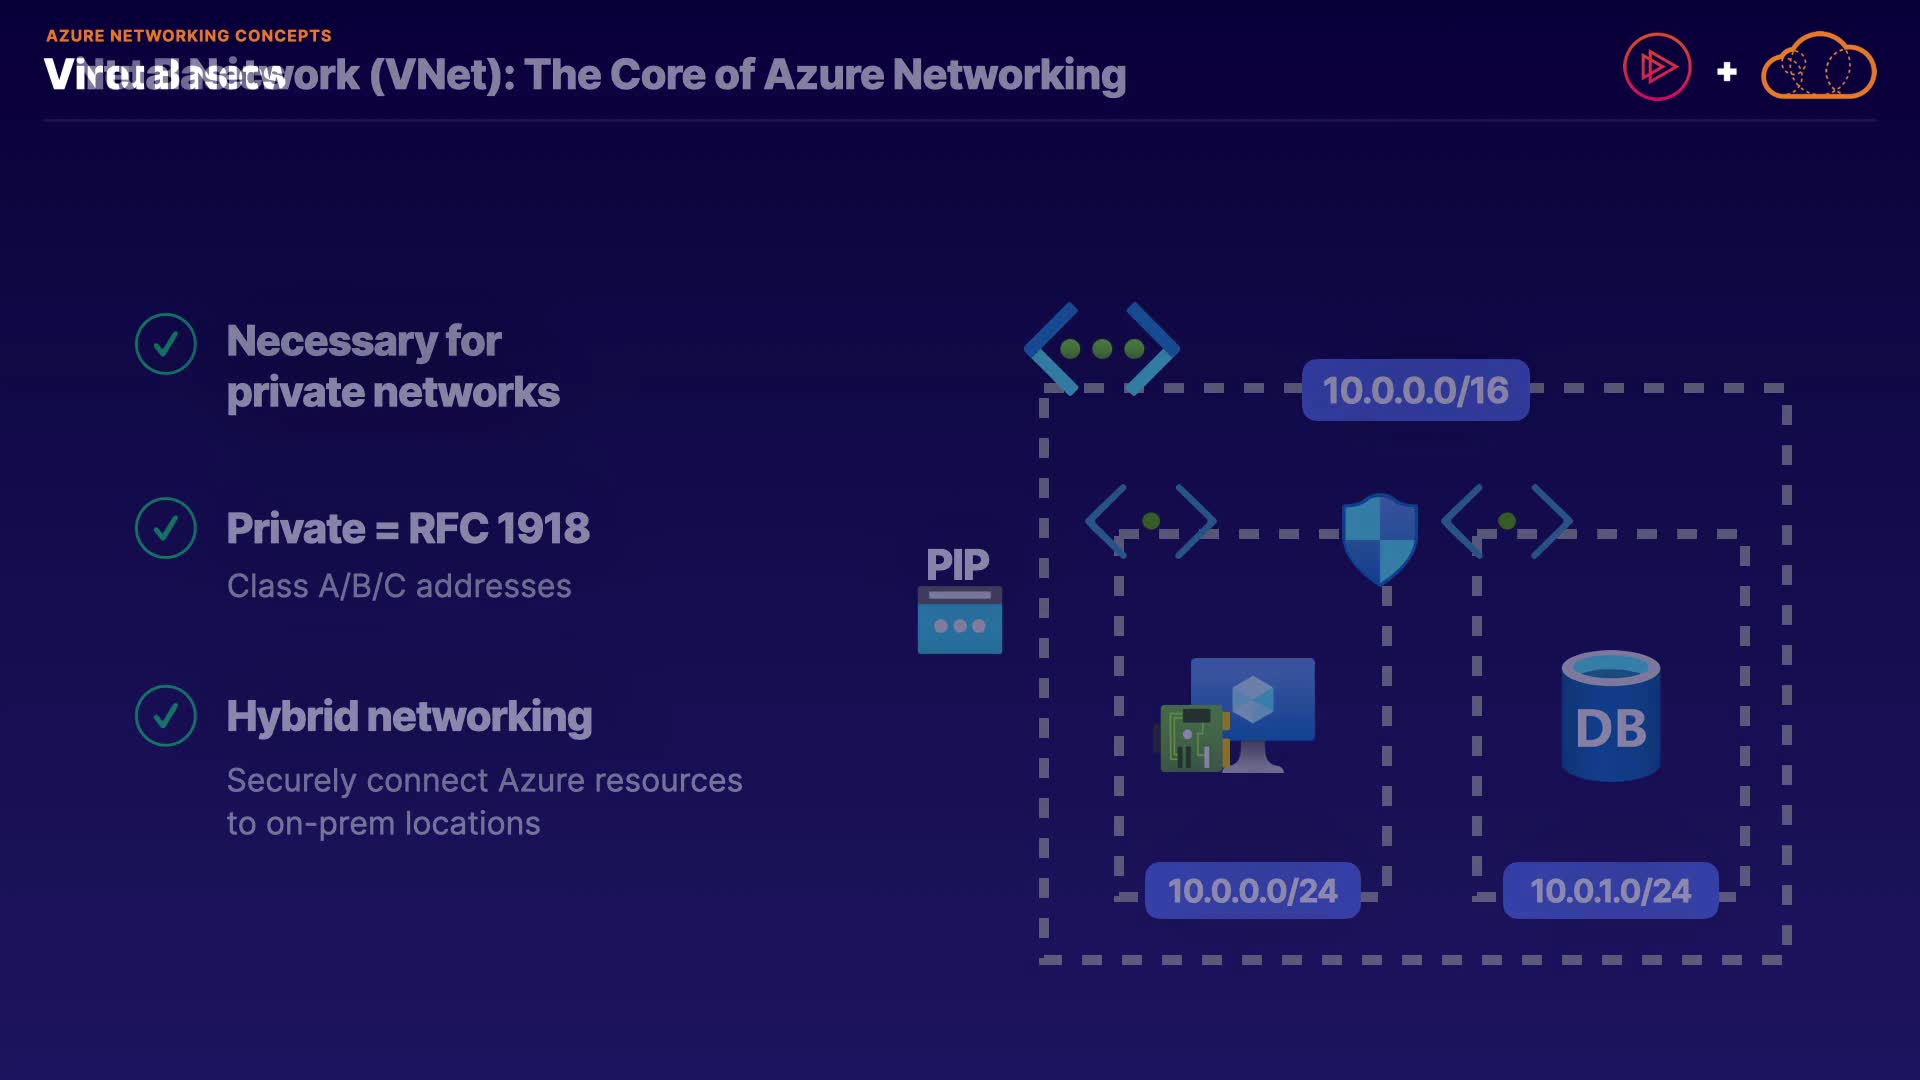 AZURE NETWORKING CONCEPTS
Virtual Network (VNet): The Core of Azure Networking
Necessary for
private networks
Private = RFC 1918
Class A/B/C addresses
Hybrid networking
Securely connect Azure resources
to on-prem locations
PIP
10.0.0.0/16
DB
10.0.0.0/24
10.0.1.0/24